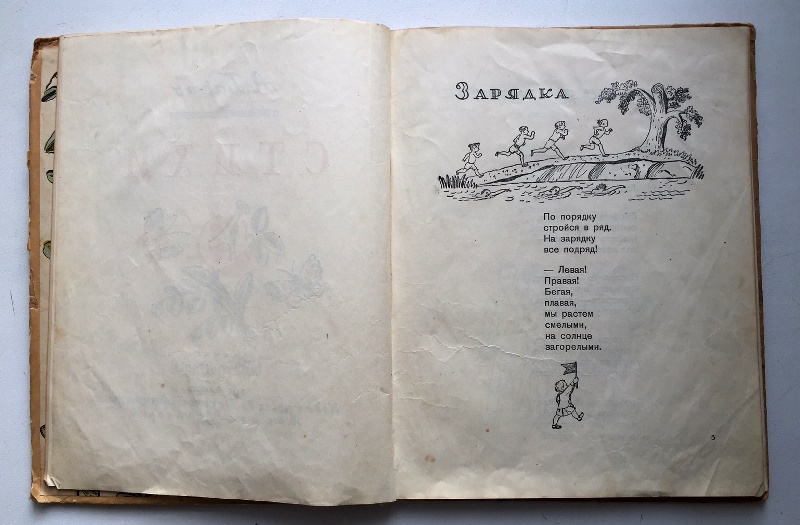 ЗАРЯДКА
По порядку
стройся в ряд.
На зарядку
все подряд!
— Левая!
Правая!
Бегая,
плавая,
мы растем
смелыми,
на солнце
загорелыми.
5